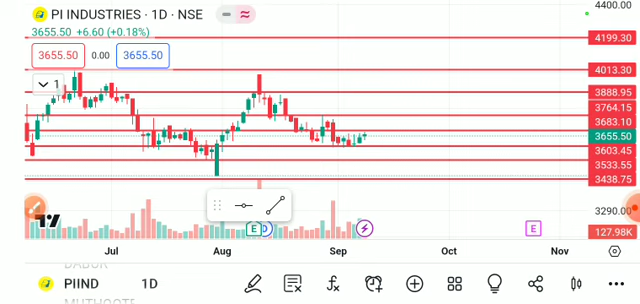 PI INDUSTRIES · 1D · NSE
4400.00
3655.50 +6.60 (+0.18%)
4199.30
3655.50 0.00 3655.50
4013.30
1
3888.95
3764.15
3683.10
3655.50
3603.45
3533.55
3438.75
3290.00
E D E
127.98K
Jul Aug Sep Oct Nov
DABUR
PIIND 1D
MUTHOOTF